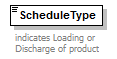 ScheduleType
indicates Loading or
Discharge of product